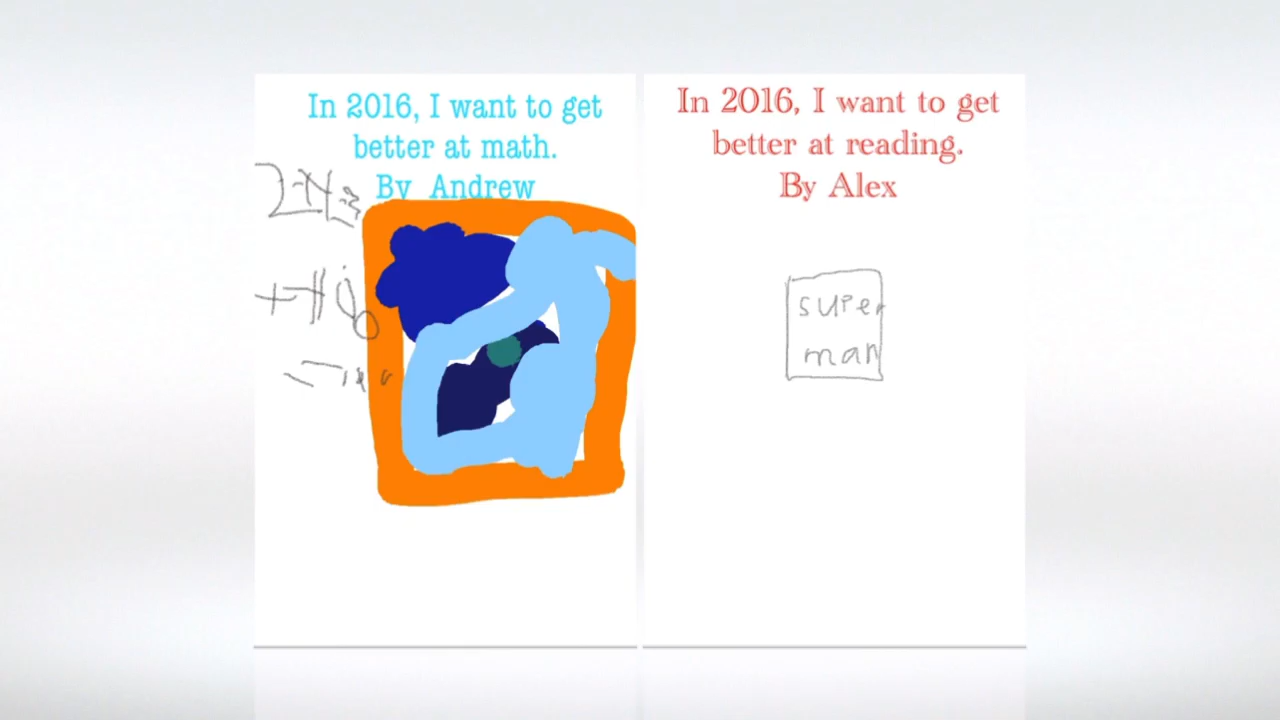 In 2016, I want to get
better at math.
By Andrew
In 2016, I want to get
better at reading.
By Alex
super
man